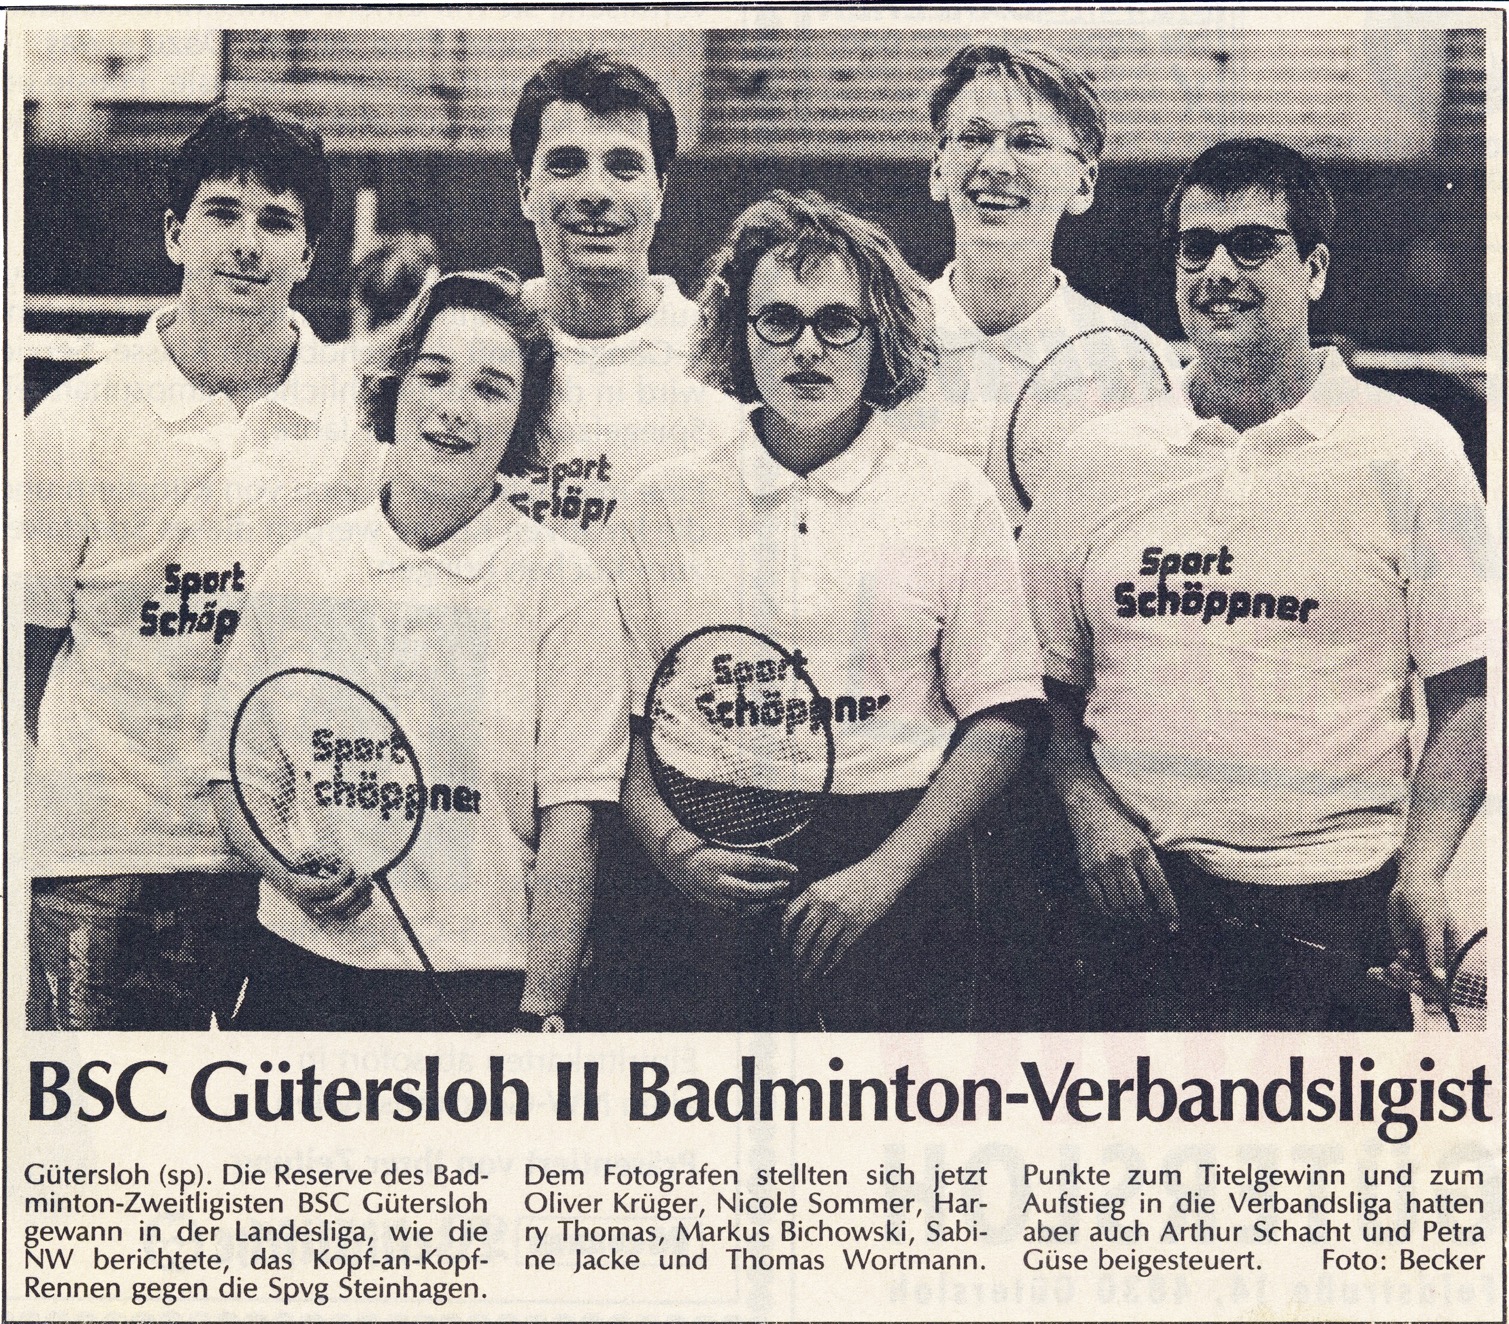 Sport
Schöp
Sport
Schöp
Sport
Schöppner
Sport
chöppner
Sport
Schöppner
BSC Gütersloh II Badminton-Verbandsligist
Gütersloh (sp). Die Reserve des Bad-
minton-Zweitligisten BSC Gütersloh
gewann in der Landesliga, wie die
NW berichtete, das Kopf-an-Kopf-
Rennen gegen die Spvg Steinhagen.
Dem Fotografen stellten sich jetzt
Oliver Krüger, Nicole Sommer, Har-
ry Thomas, Markus Bichowski, Sabi-
ne Jacke und Thomas Wortmann.
Punkte zum Titelgewinn und zum
Aufstieg in die Verbandsliga hatten
aber auch Arthur Schacht und Petra
Güse beigesteuert. Foto: Becker